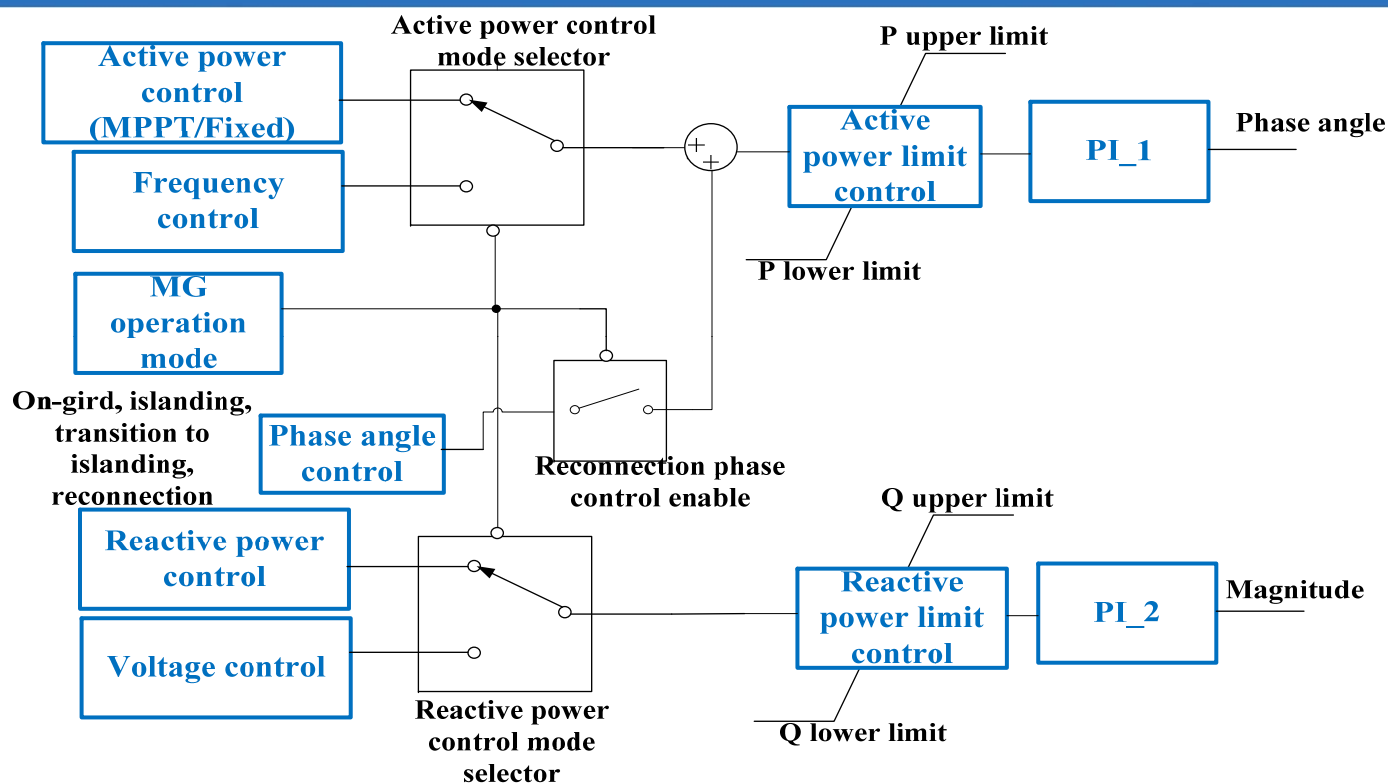 Active power control
mode selector
P upper limit
Active power
control
(MPPT/Fixed)
Active
power limit
control
PI_1
Phase angle
Frequency
control
+
+
P lower limit
MG
operation
mode
On-gird, islanding,
transition to
islanding,
reconnection
Phase angle
control
Reconnection phase
control enable
Q upper limit
Reactive power
control
Reactive
power limit
control
PI_2
Magnitude
Voltage control
Reactive power
control mode
selector
Q lower limit